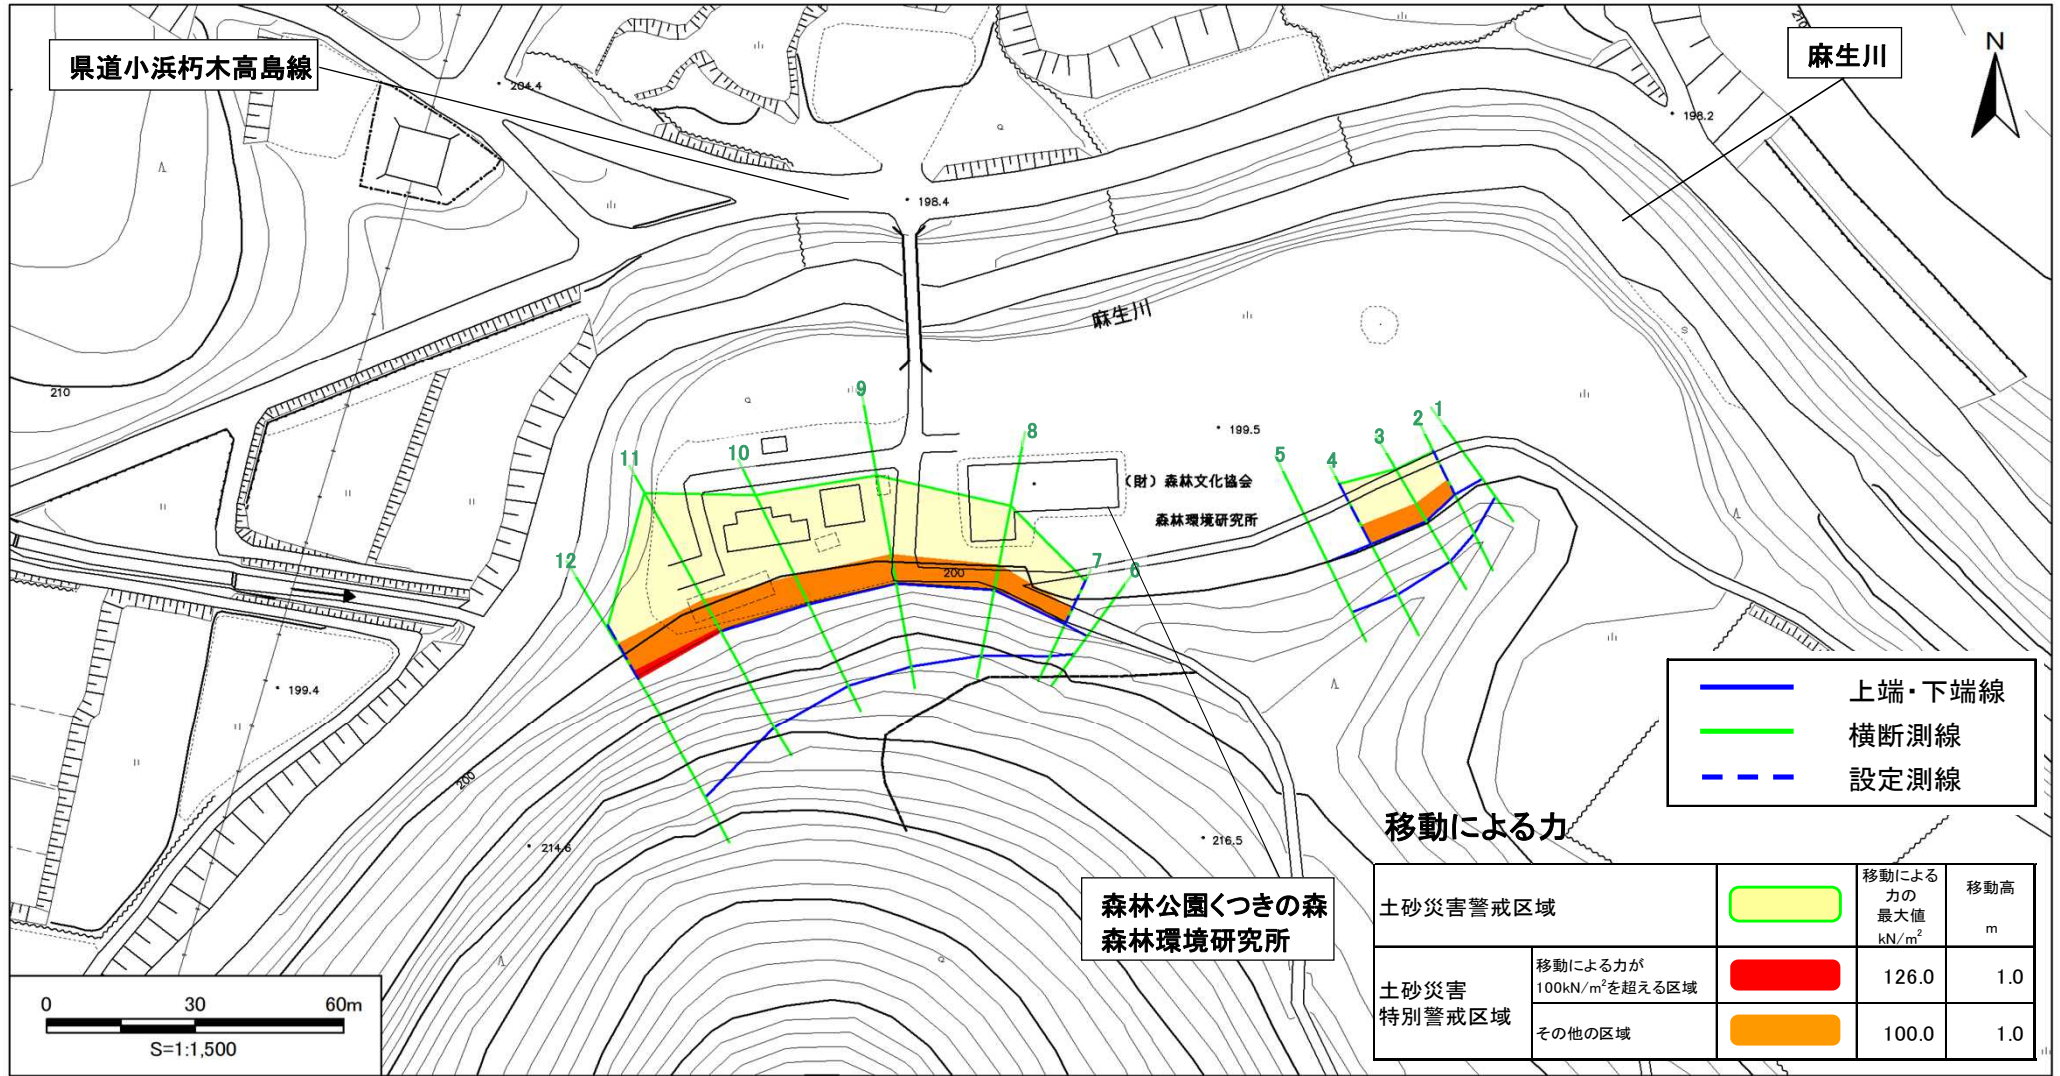 県道小浜朽木高島線
麻生川
N
204.4
198.2
210
198.4
麻生川
210
9
8
1
2
3
199.5
11
10
5
4
（財）森林文化協会
森林環境研究所
12
7
6
200
199.4
200
214.6
216.5
上端・下端線
横断測線
設定測線
移動による力
森林公園くつきの森
森林環境研究所
土砂災害警戒区域
移動による
力の
最大値
kN/m²
移動高
m
土砂災害
特別警戒区域
移動による力が
100kN/m²を超える区域
126.0
1.0
その他の区域
100.0
1.0
0 30 60m
S=1:1,500